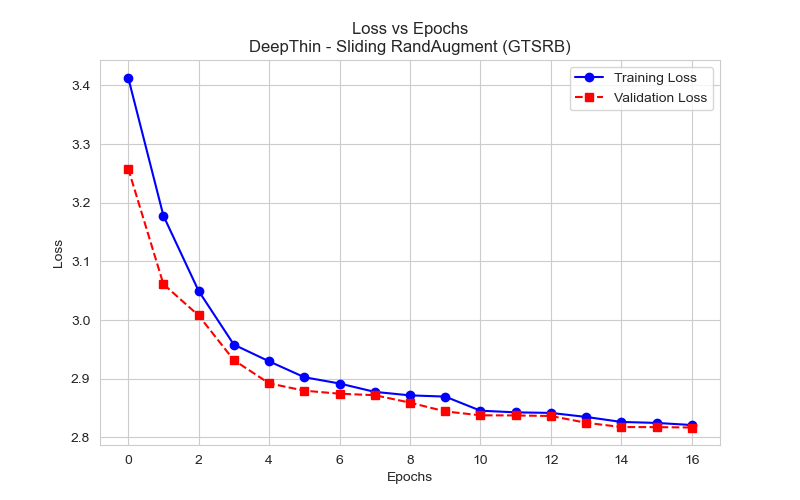 Loss vs Epochs
DeepThin - Sliding RandAugment (GTSRB)
Training Loss
Validation Loss
Loss
3.4
3.3
3.2
3.1
3.0
2.9
2.8
0 2 4 6 8 10 12 14 16
Epochs